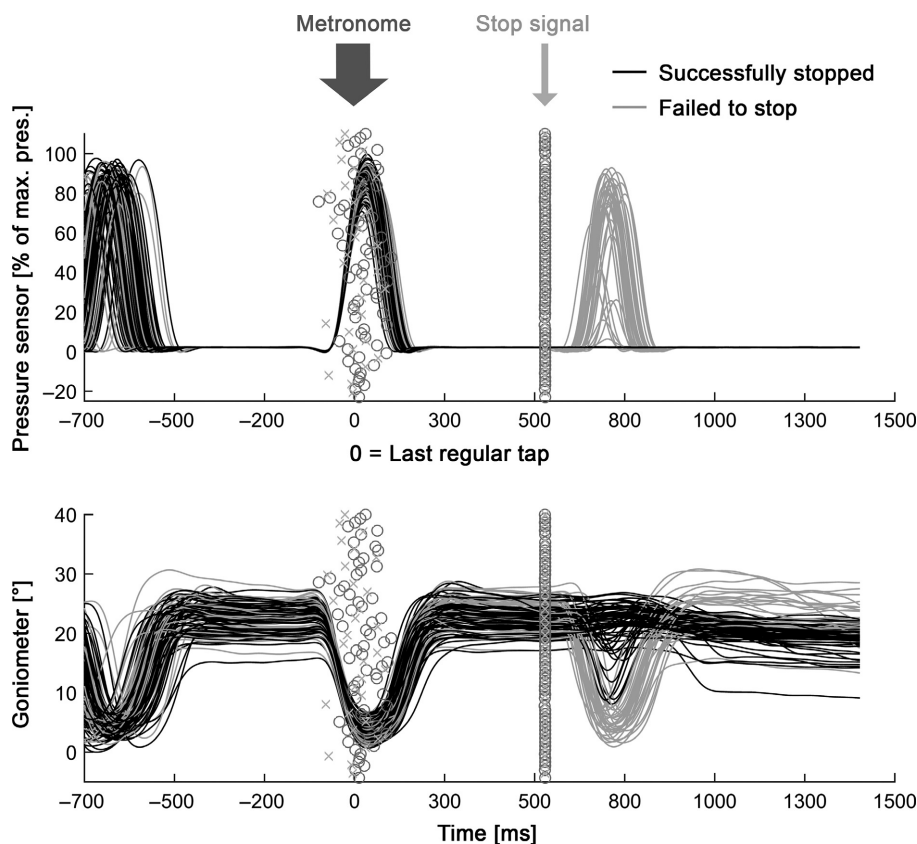 Metronome
Stop signal
Successfully stopped
Failed to stop
Pressure sensor [% of max. pres.]
100
80
60
40
20
0
−20
−700 −500 −200 0 300 500 800 1000 1300 1500
0 = Last regular tap
Goniometer [°]
40
30
20
10
0
−700 −500 −200 0 300 500 800 1000 1300 1500
Time [ms]